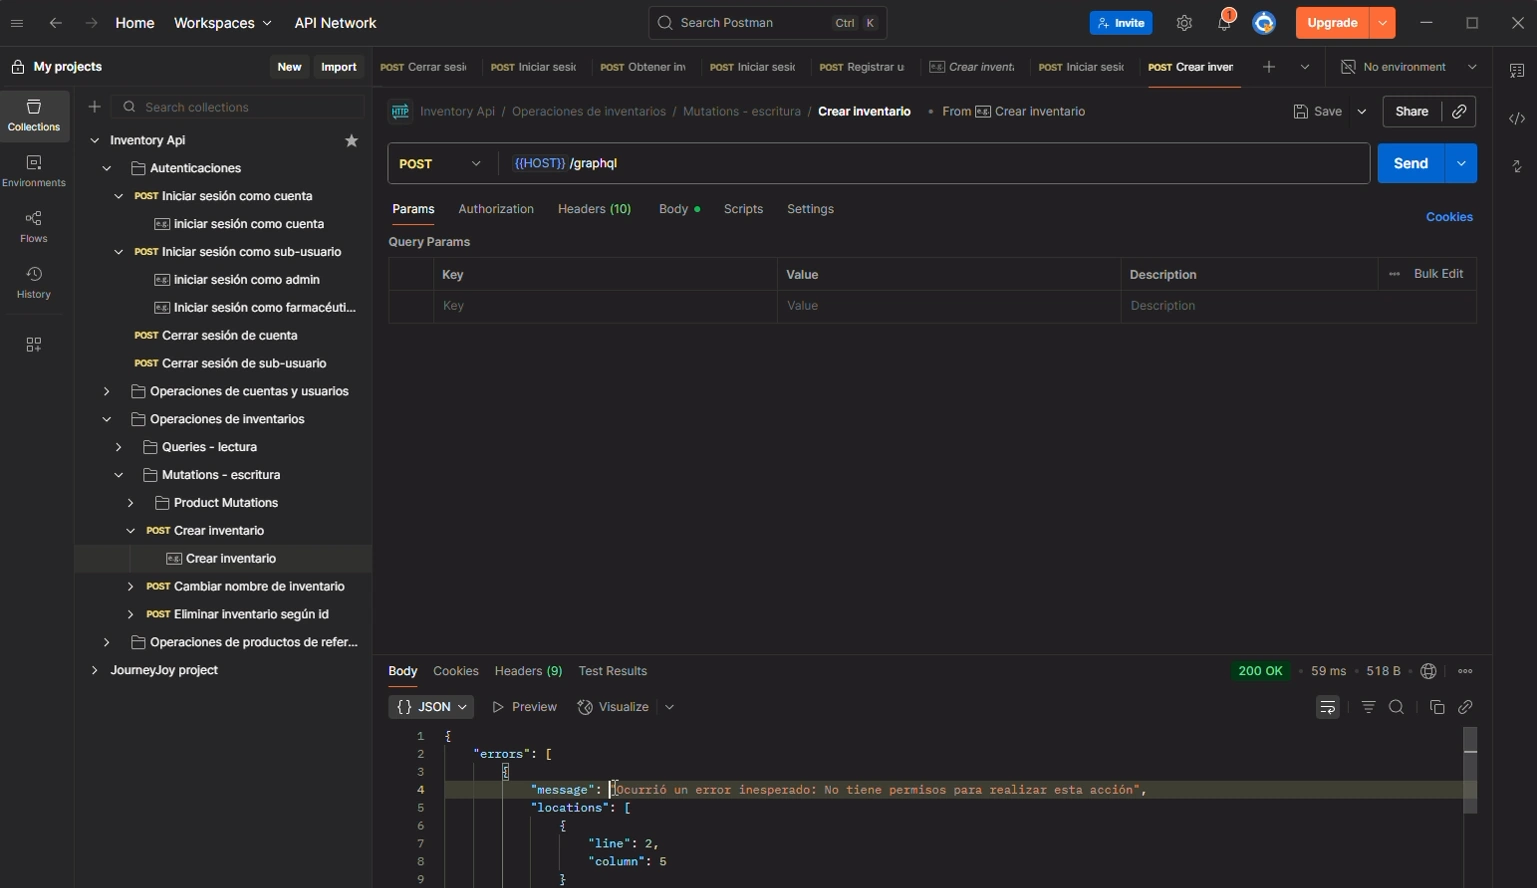 Home Workspaces API Network Search Postman Ctrl K Invite 1 Upgrade
My projects New Import
POST Cerrar sesi POST Iniciar sesic POST Obtener inv POST Iniciar sesic POST Registrar u e.g. Crear invent POST Iniciar sesic POST Crear inver No environment
Collections
Environments
Flows
History
Search collections
Inventory Api
Autenticaciones
POST Iniciar sesión como cuenta
e.g. iniciar sesión como cuenta
POST Iniciar sesión como sub-usuario
e.g. iniciar sesión como admin
e.g. Iniciar sesión como farmacéuti...
POST Cerrar sesión de cuenta
POST Cerrar sesión de sub-usuario
Operaciones de cuentas y usuarios
Operaciones de inventarios
Queries - lectura
Mutations - escritura
Product Mutations
POST Crear inventario
e.g. Crear inventario
POST Cambiar nombre de inventario
POST Eliminar inventario según id
Operaciones de productos de refer...
JourneyJoy project
HTTP Inventory Api / Operaciones de inventarios / Mutations - escritura / Crear inventario • From e.g. Crear inventario Save Share
POST {{HOST}} /graphql Send
Params Authorization Headers (10) Body Scripts Settings Cookies
Query Params
Key Value Description ••• Bulk Edit
Key Value Description
Body Cookies Headers (9) Test Results 200 OK • 59 ms • 518 B
{} JSON Preview Visualize
1 {
2 "errors": [
3 {
4 "message": "Ocurrió un error inesperado: No tiene permisos para realizar esta acción",
5 "locations": [
6 {
7 "line": 2,
8 "column": 5
9 }